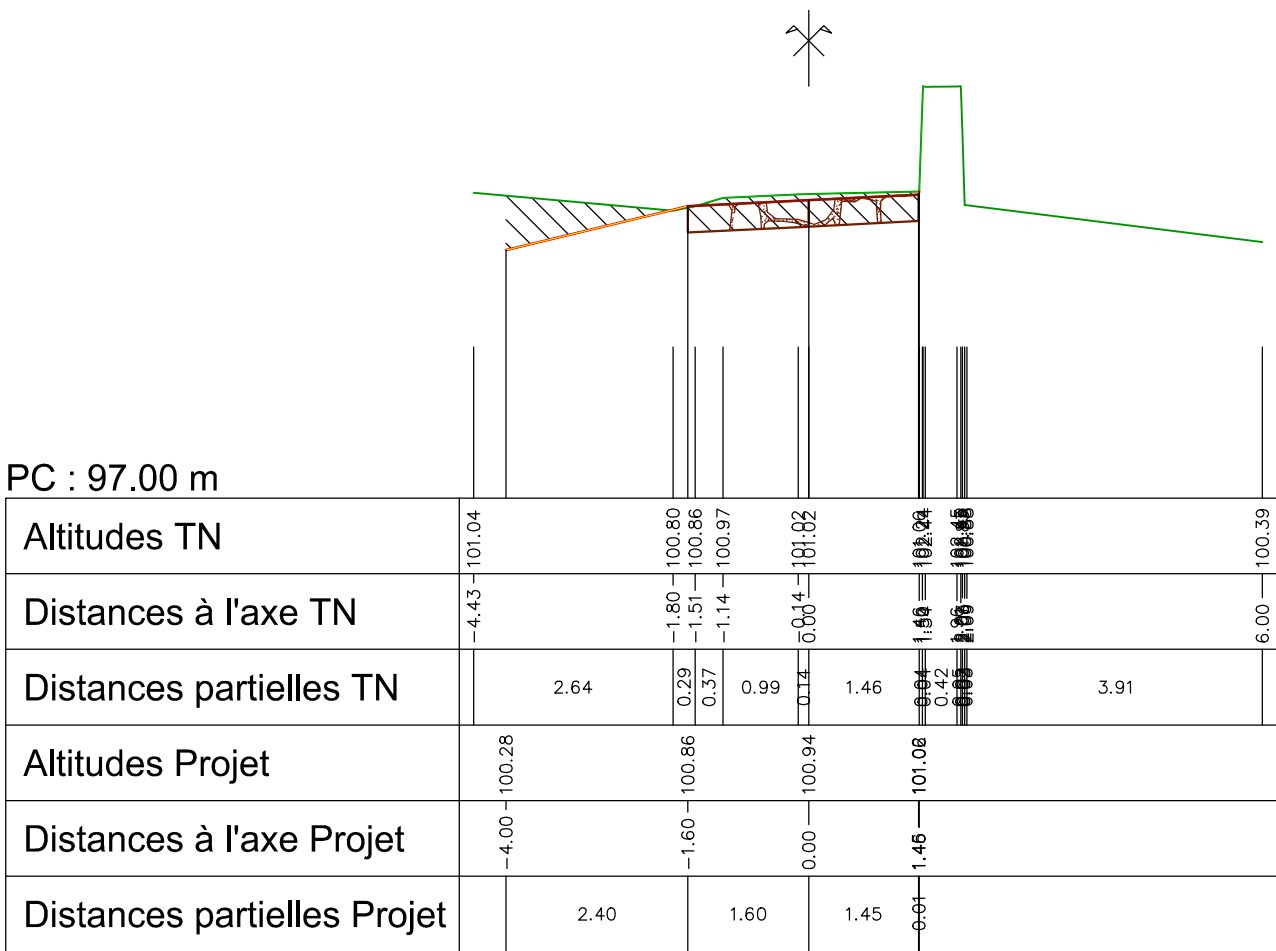 PC : 97.00 m
Altitudes TN
101.04 100.80 100.86 100.97 101.02 101.02 100.39
Distances à l'axe TN
-4.43 -1.80 -1.51 -1.14 -0.14 0.00 6.00
Distances partielles TN
2.64 0.29 0.37 0.99 0.14 1.46 0.42 3.91
Altitudes Projet
100.28 100.86 100.94
Distances à l'axe Projet
-4.00 -1.60 0.00
Distances partielles Projet
2.40 1.60 1.45 0.01